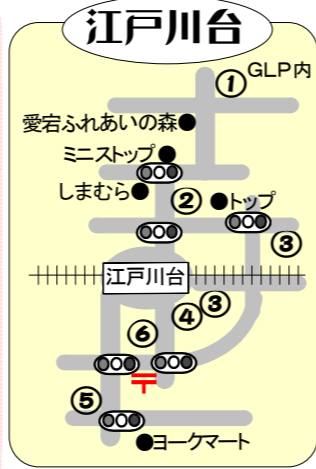 江戸川台
① GLP内
愛宕ふれあいの森
ミニストップ
しまむら
② トップ
③
江戸川台
④ ③
⑥
〒
⑤
ヨークマート